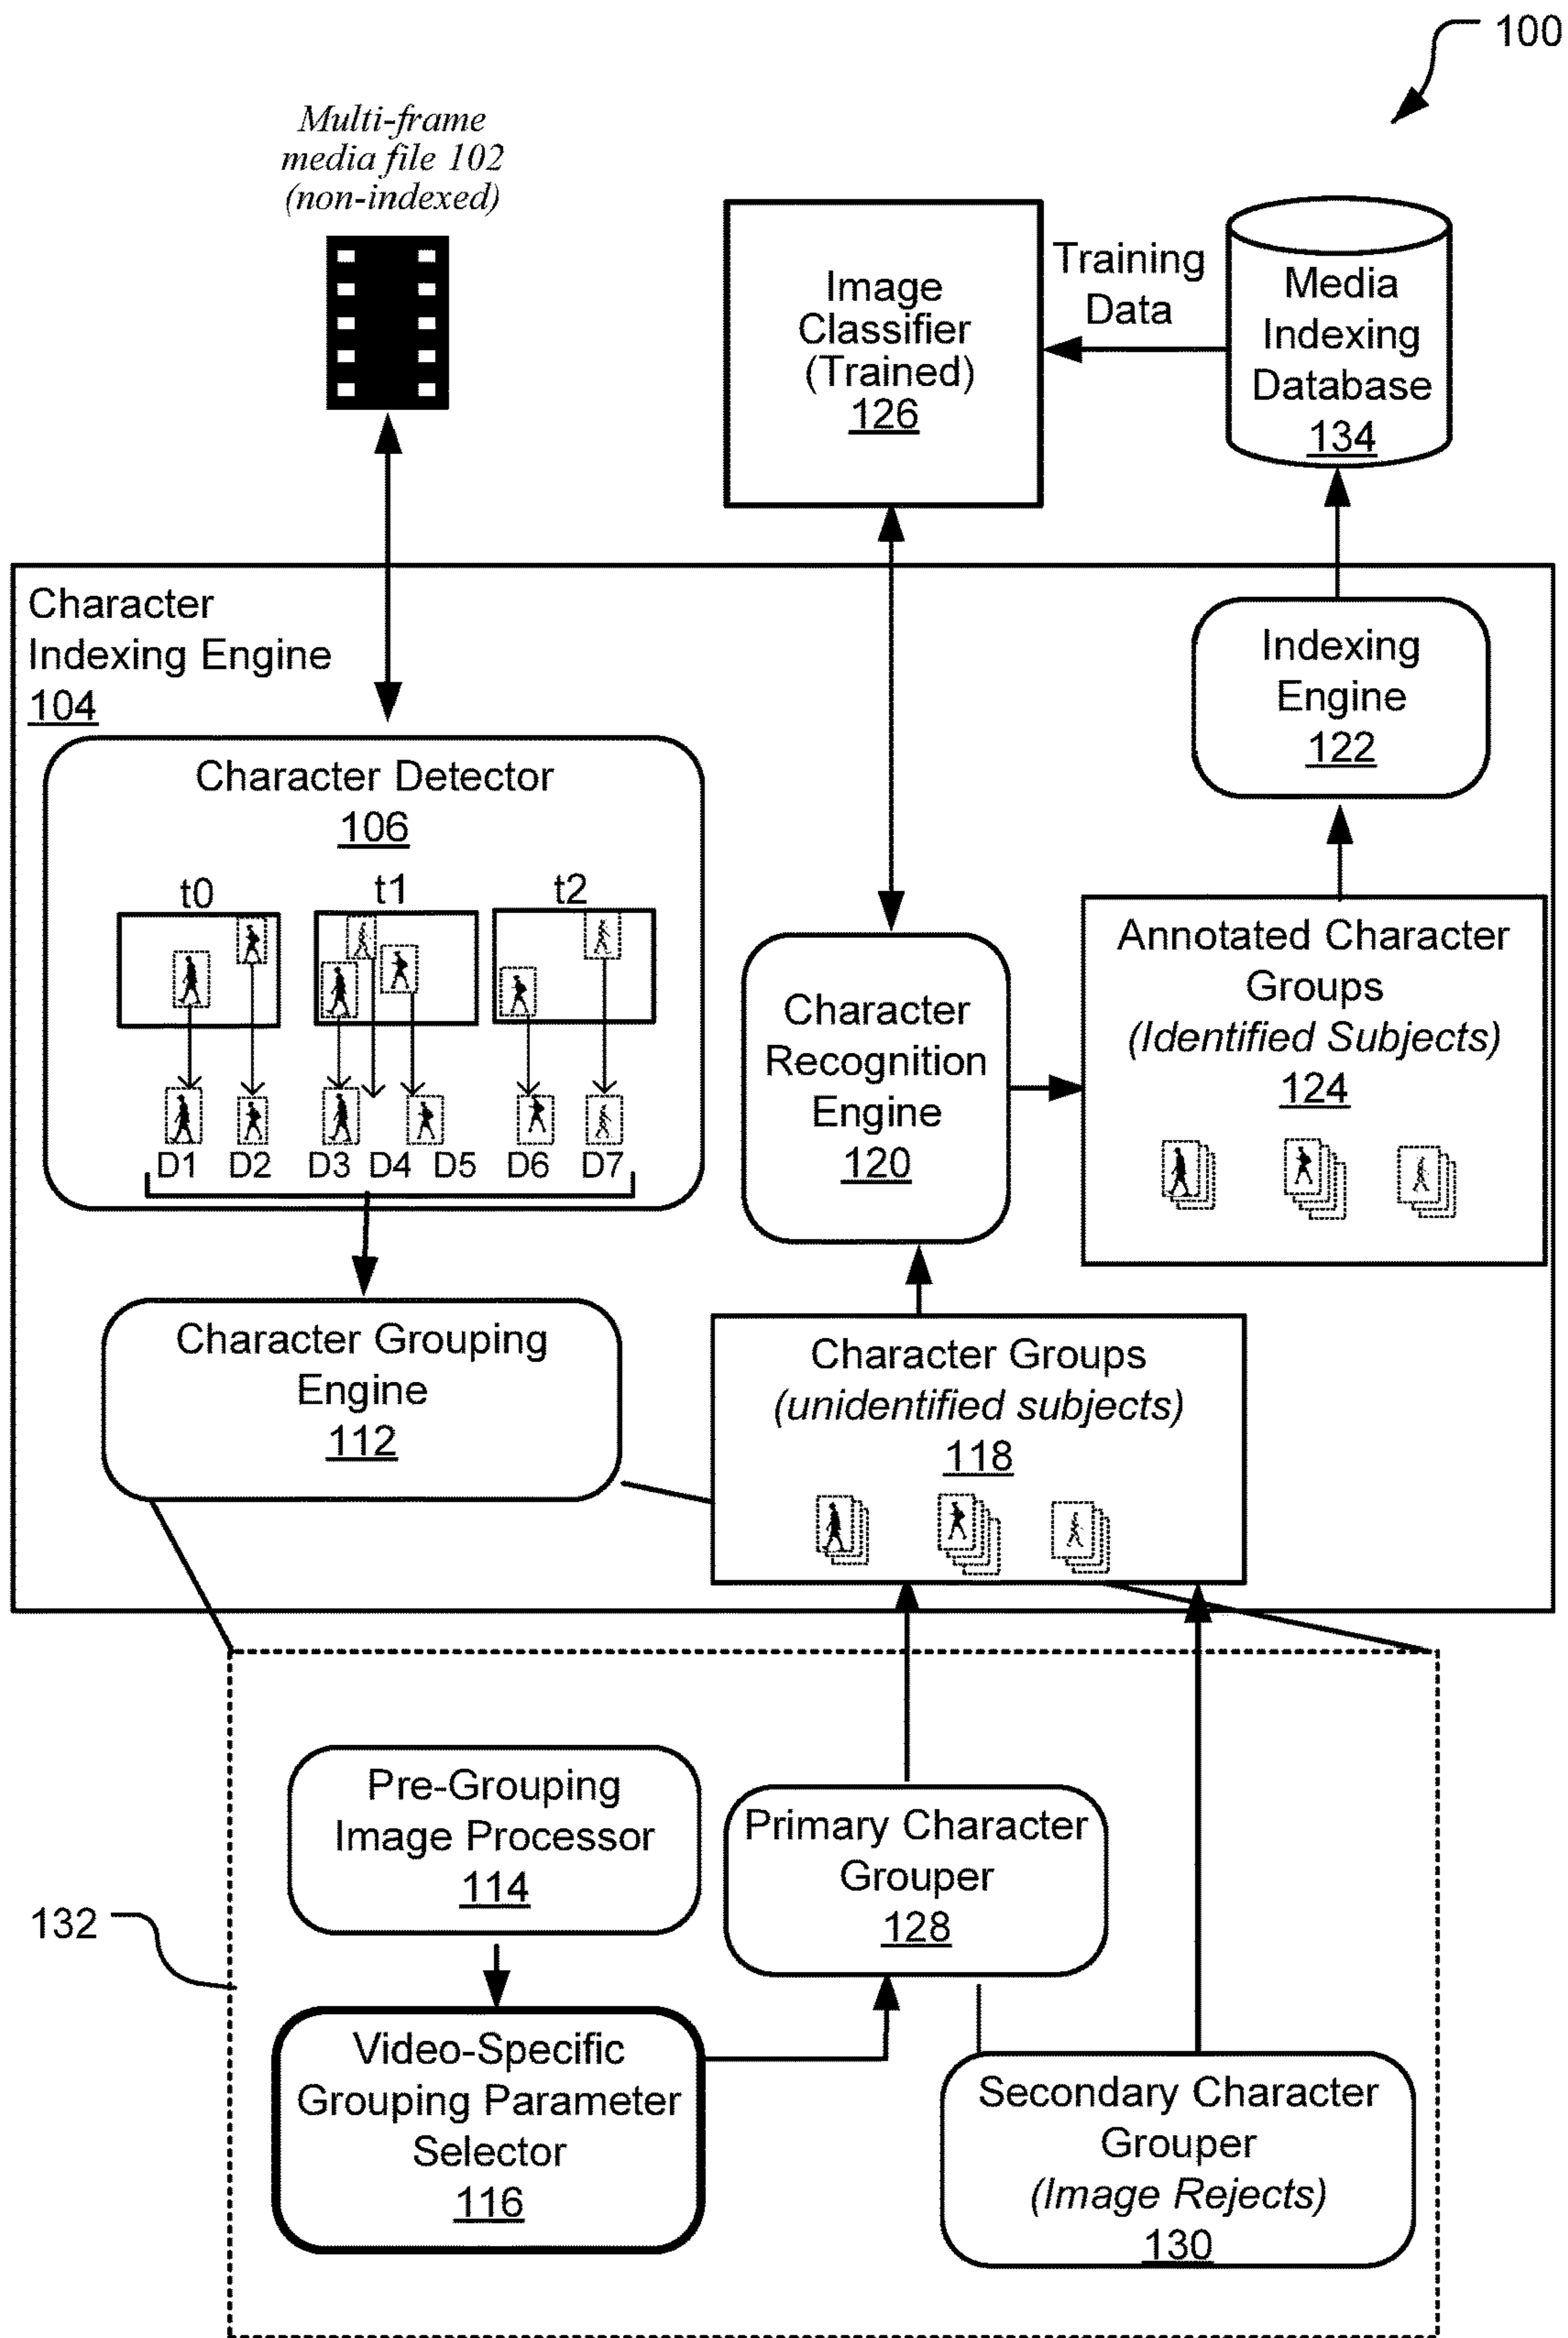 100
Multi-frame
media file 102
(non-indexed)
Image
Classifier
(Trained)
126
Training
Data
Media
Indexing
Database
134
Character
Indexing Engine
104
Indexing
Engine
122
Character Detector
106
t0 t1 t2
D1 D2 D3 D4 D5 D6 D7
Character
Recognition
Engine
120
Annotated Character
Groups
(Identified Subjects)
124
Character Grouping
Engine
112
Character Groups
(unidentified subjects)
118
Pre-Grouping
Image Processor
114
Primary Character
Grouper
128
132
Video-Specific
Grouping Parameter
Selector
116
Secondary Character
Grouper
(Image Rejects)
130